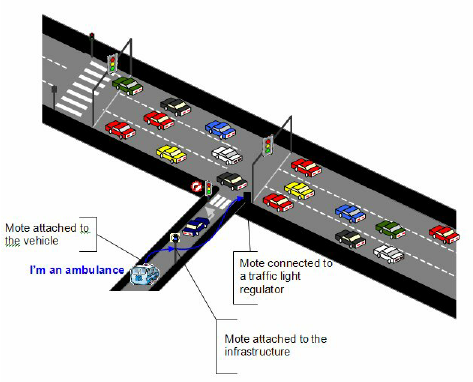 Mote attached to
the vehicle
I'm an ambulance
Mote connected to
a traffic light
regulator
Mote attached to the
infrastructure